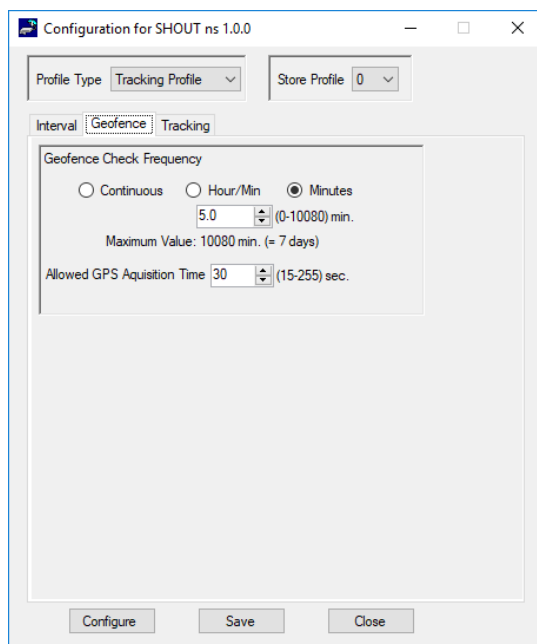 Configuration for SHOUT ns 1.0.0
Profile Type Tracking Profile Store Profile 0
Interval Geofence Tracking
Geofence Check Frequency
Continuous Hour/Min Minutes
5.0 (0-10080) min.
Maximum Value: 10080 min. (= 7 days)
Allowed GPS Aquisition Time 30 (15-255) sec.
Configure Save Close